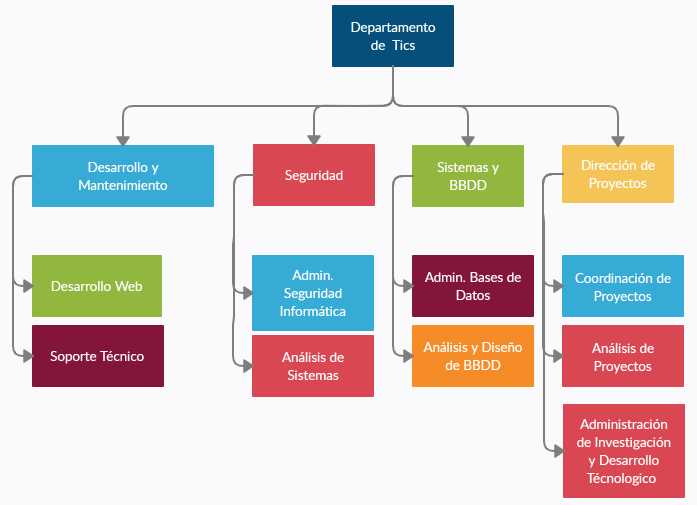 Departamento
de Tics
Desarrollo y
Mantenimiento
Seguridad
Sistemas y
BBDD
Dirección de
Proyectos
Desarrollo Web
Soporte Técnico
Admin.
Seguridad
Informática
Análisis de
Sistemas
Admin. Bases de
Datos
Análisis y Diseño
de BBDD
Coordinación de
Proyectos
Análisis de
Proyectos
Administración
de Investigación
y Desarrollo
Técnologico